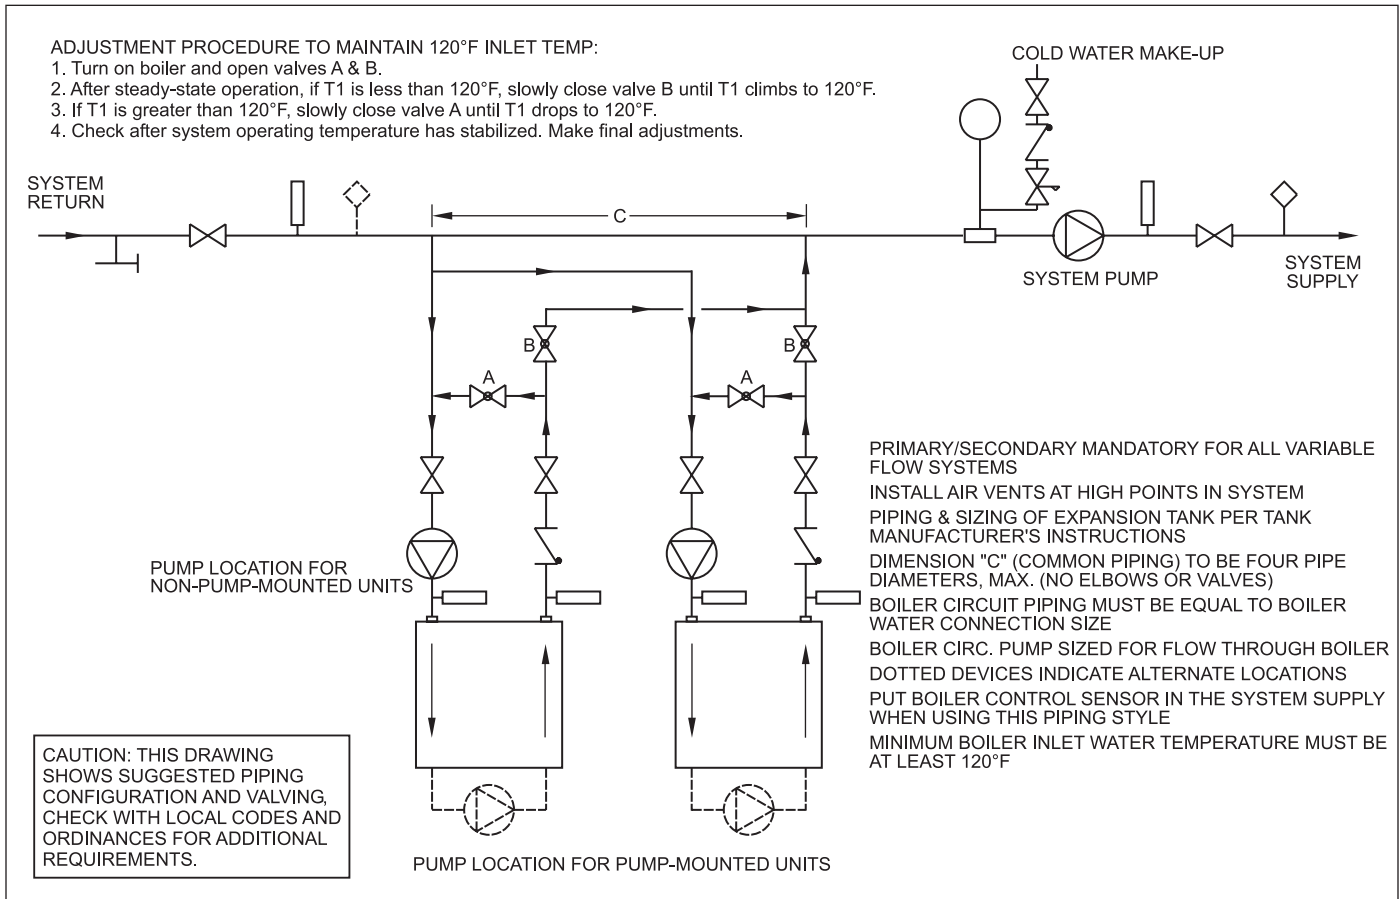 ADJUSTMENT PROCEDURE TO MAINTAIN 120°F INLET TEMP:
1. Turn on boiler and open valves A & B.
2. After steady-state operation, if T1 is less than 120°F, slowly close valve B until T1 climbs to 120°F.
3. If T1 is greater than 120°F, slowly close valve A until T1 drops to 120°F.
4. Check after system operating temperature has stabilized. Make final adjustments.
COLD WATER MAKE-UP
SYSTEM
RETURN
C
SYSTEM PUMP
SYSTEM
SUPPLY
B
B
A
A
PUMP LOCATION FOR
NON-PUMP-MOUNTED UNITS
PRIMARY/SECONDARY MANDATORY FOR ALL VARIABLE
FLOW SYSTEMS
INSTALL AIR VENTS AT HIGH POINTS IN SYSTEM
PIPING & SIZING OF EXPANSION TANK PER TANK
MANUFACTURER'S INSTRUCTIONS
DIMENSION "C" (COMMON PIPING) TO BE FOUR PIPE
DIAMETERS, MAX. (NO ELBOWS OR VALVES)
BOILER CIRCUIT PIPING MUST BE EQUAL TO BOILER
WATER CONNECTION SIZE
BOILER CIRC. PUMP SIZED FOR FLOW THROUGH BOILER
DOTTED DEVICES INDICATE ALTERNATE LOCATIONS
PUT BOILER CONTROL SENSOR IN THE SYSTEM SUPPLY
WHEN USING THIS PIPING STYLE
MINIMUM BOILER INLET WATER TEMPERATURE MUST BE
AT LEAST 120°F
CAUTION: THIS DRAWING
SHOWS SUGGESTED PIPING
CONFIGURATION AND VALVING,
CHECK WITH LOCAL CODES AND
ORDINANCES FOR ADDITIONAL
REQUIREMENTS.
PUMP LOCATION FOR PUMP-MOUNTED UNITS